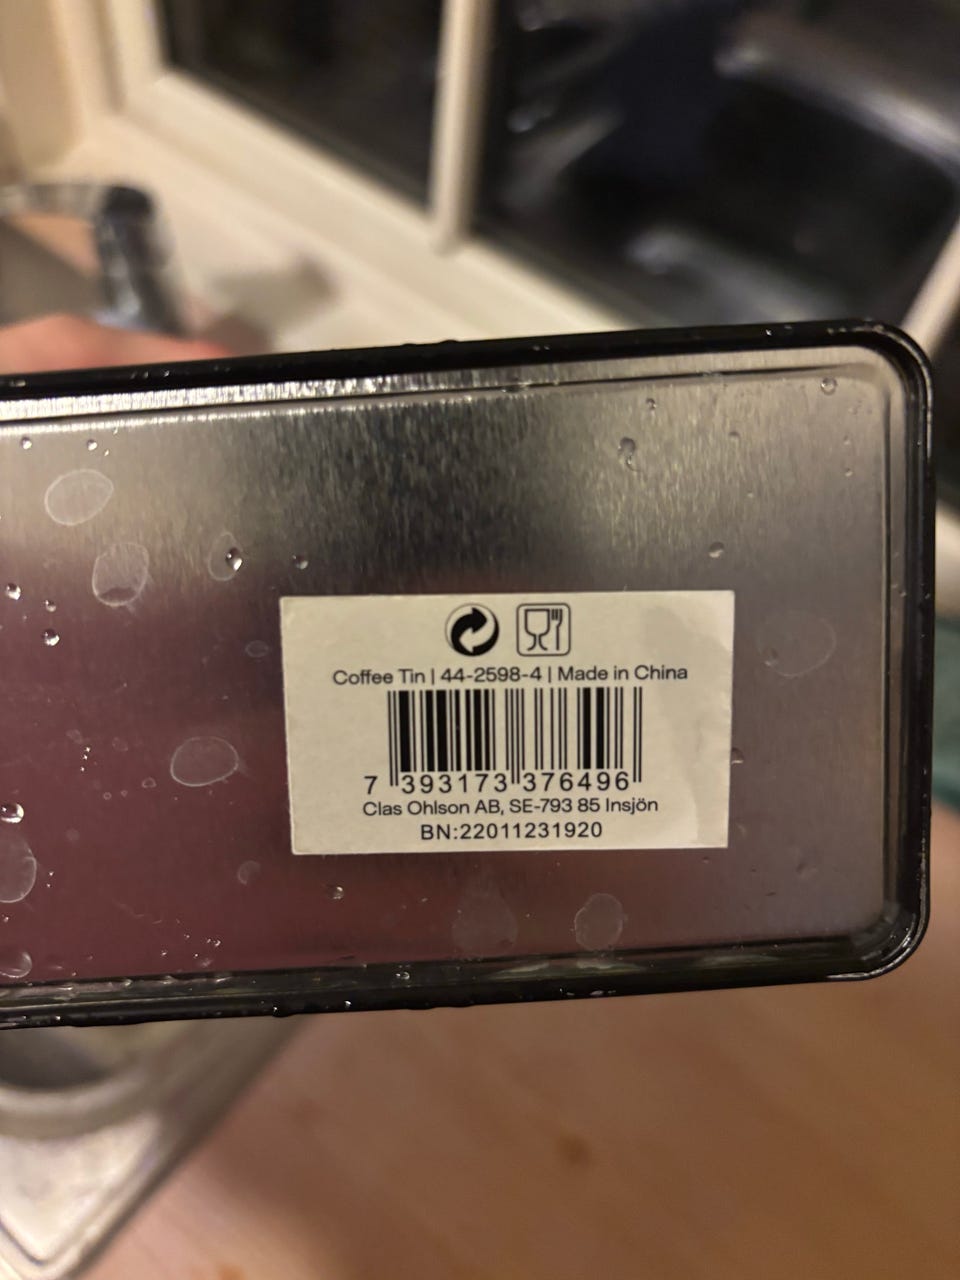 Coffee Tin | 44-2598-4 | Made in China
7 393173 376496
Clas Ohlson AB, SE-793 85 Insjön
BN:22011231920